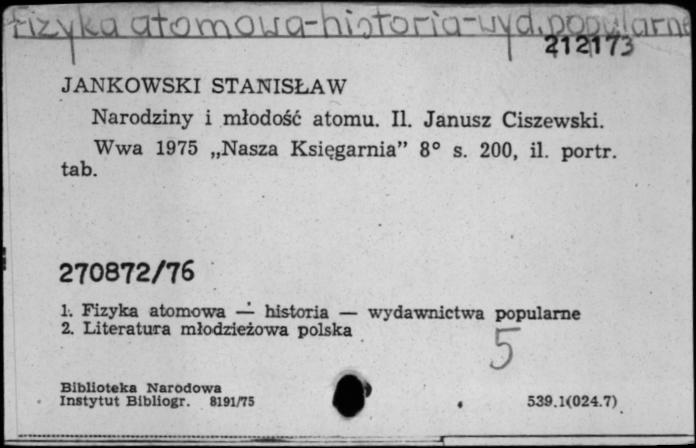 Fizyka atomowa-historia-wyd.popularne
212173
JANKOWSKI STANISŁAW
Narodziny i młodość atomu. Il. Janusz Ciszewski.
Wwa 1975 „Nasza Księgarnia” 8° s. 200, il. portr.
tab.
270872/76
1. Fizyka atomowa — historia — wydawnictwa popularne
2. Literatura młodzieżowa polska
5
Biblioteka Narodowa
Instytut Bibliogr. 8191/75
539.1(024.7)